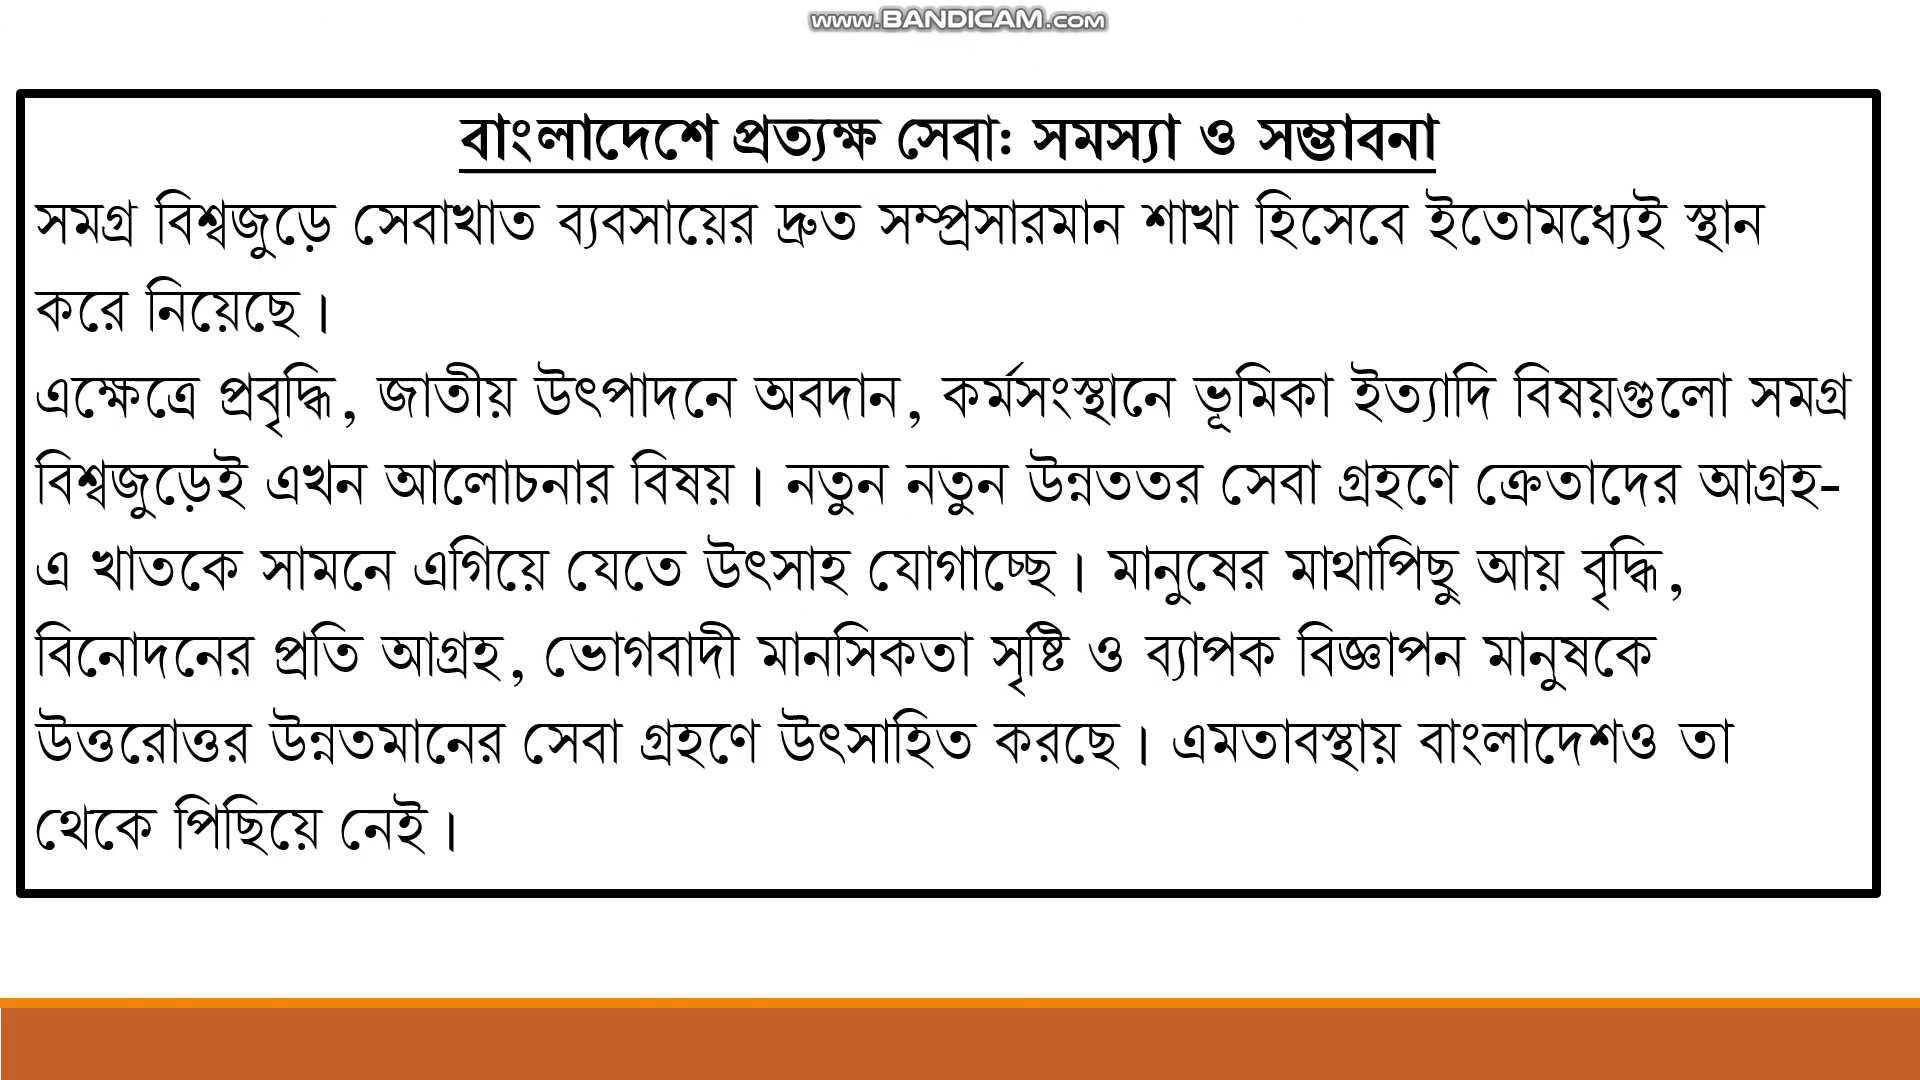 www.BANDICAM.com
বাংলাদেশে প্রত্যক্ষ সেবা: সমস্যা ও সম্ভাবনা
সমগ্র বিশ্বজুড়ে সেবাখাত ব্যবসায়ের দ্রুত সম্প্রসারমান শাখা হিসেবে ইতোমধ্যেই স্থান
করে নিয়েছে।
এক্ষেত্রে প্রবৃদ্ধি, জাতীয় উৎপাদনে অবদান, কর্মসংস্থানে ভূমিকা ইত্যাদি বিষয়গুলো সমগ্র
বিশ্বজুড়েই এখন আলোচনার বিষয়। নতুন নতুন উন্নততর সেবা গ্রহণে ক্রেতাদের আগ্রহ-
এ খাতকে সামনে এগিয়ে যেতে উৎসাহ যোগাচ্ছে। মানুষের মাথাপিছু আয় বৃদ্ধি,
বিনোদনের প্রতি আগ্রহ, ভোগবাদী মানসিকতা সৃষ্টি ও ব্যাপক বিজ্ঞাপন মানুষকে
উত্তরোত্তর উন্নতমানের সেবা গ্রহণে উৎসাহিত করছে। এমতাবস্থায় বাংলাদেশও তা
থেকে পিছিয়ে নেই।